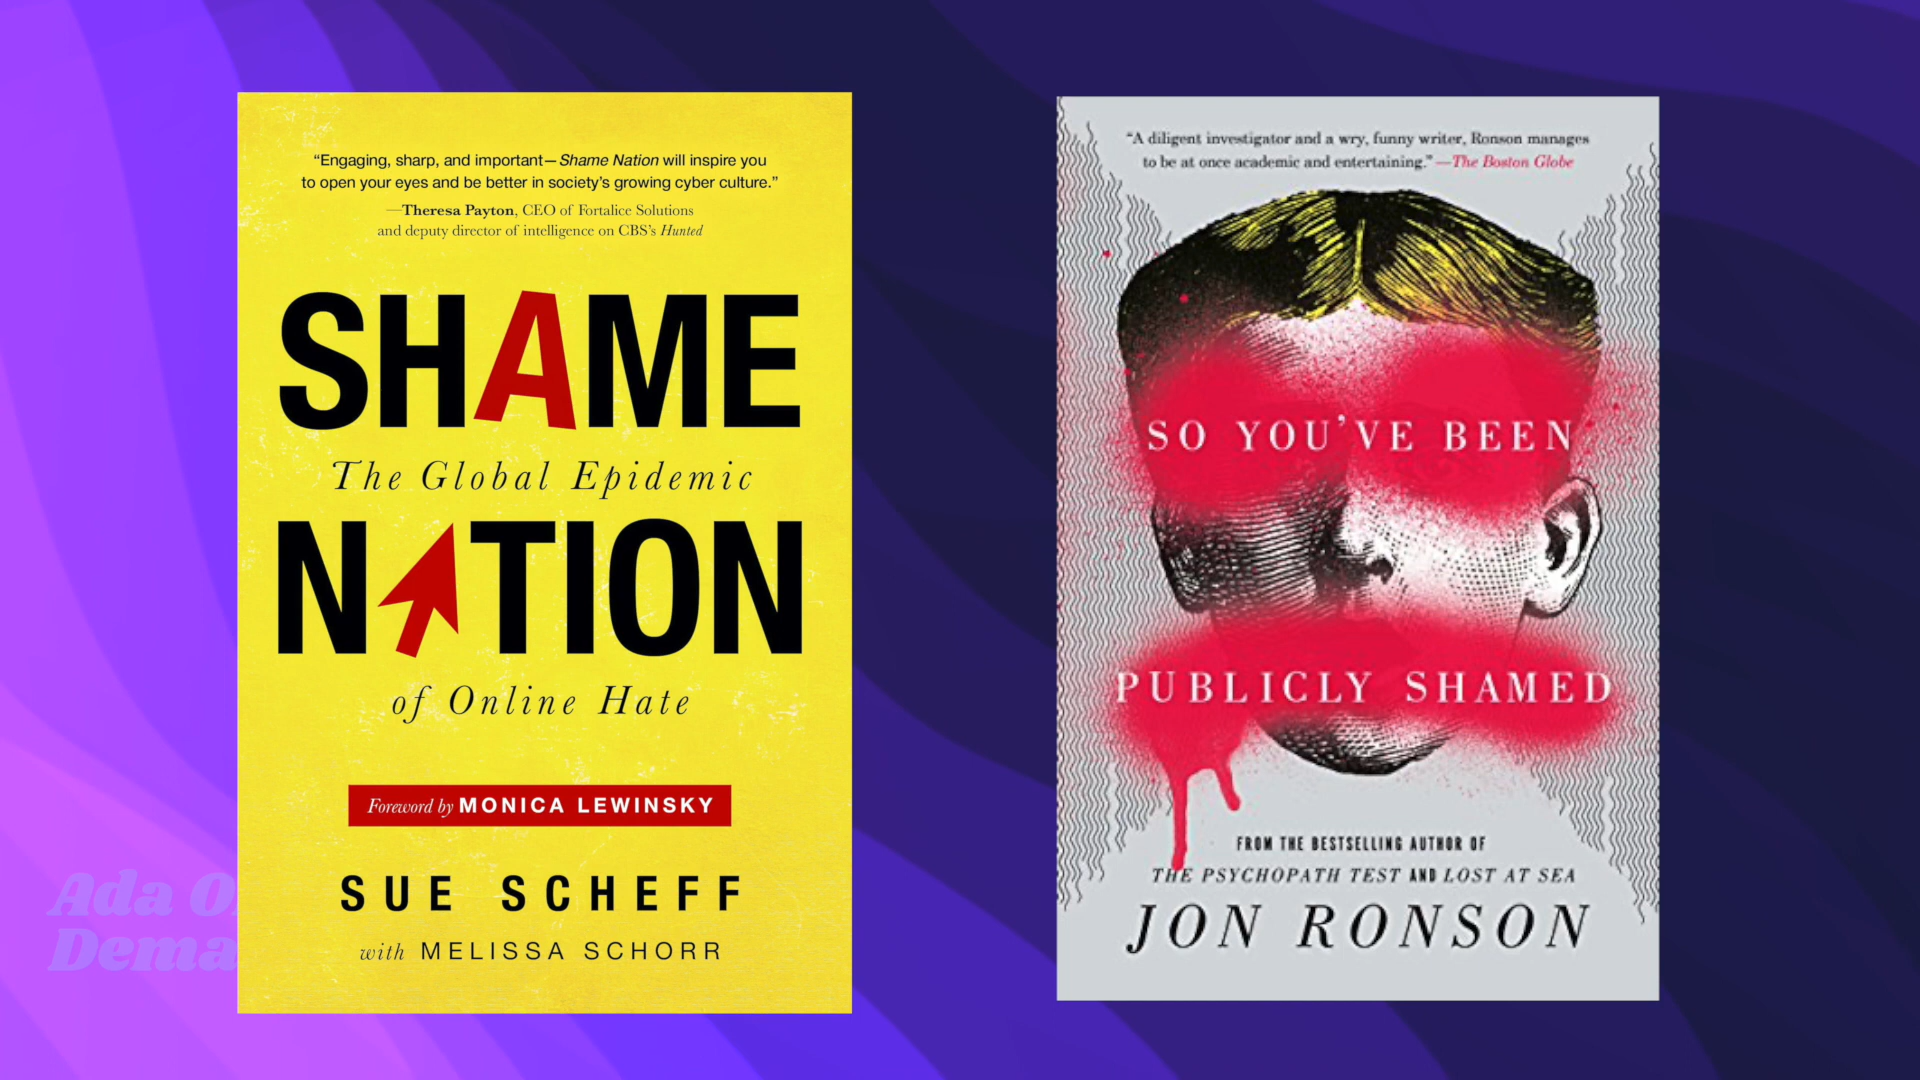 “Engaging, sharp, and important—Shame Nation will inspire you
to open your eyes and be better in society’s growing cyber culture.”
—Theresa Payton, CEO of Fortalice Solutions
and deputy director of intelligence on CBS’s Hunted
SHAME
The Global Epidemic
NATION
of Online Hate
Foreword by MONICA LEWINSKY
SUE SCHEFF
with MELISSA SCHORR
“A diligent investigator and a wry, funny writer, Ronson manages
to be at once academic and entertaining.” —The Boston Globe
SO YOU’VE BEEN
PUBLICLY SHAMED
FROM THE BESTSELLING AUTHOR OF
THE PSYCHOPATH TEST AND LOST AT SEA
JON RONSON
Ada